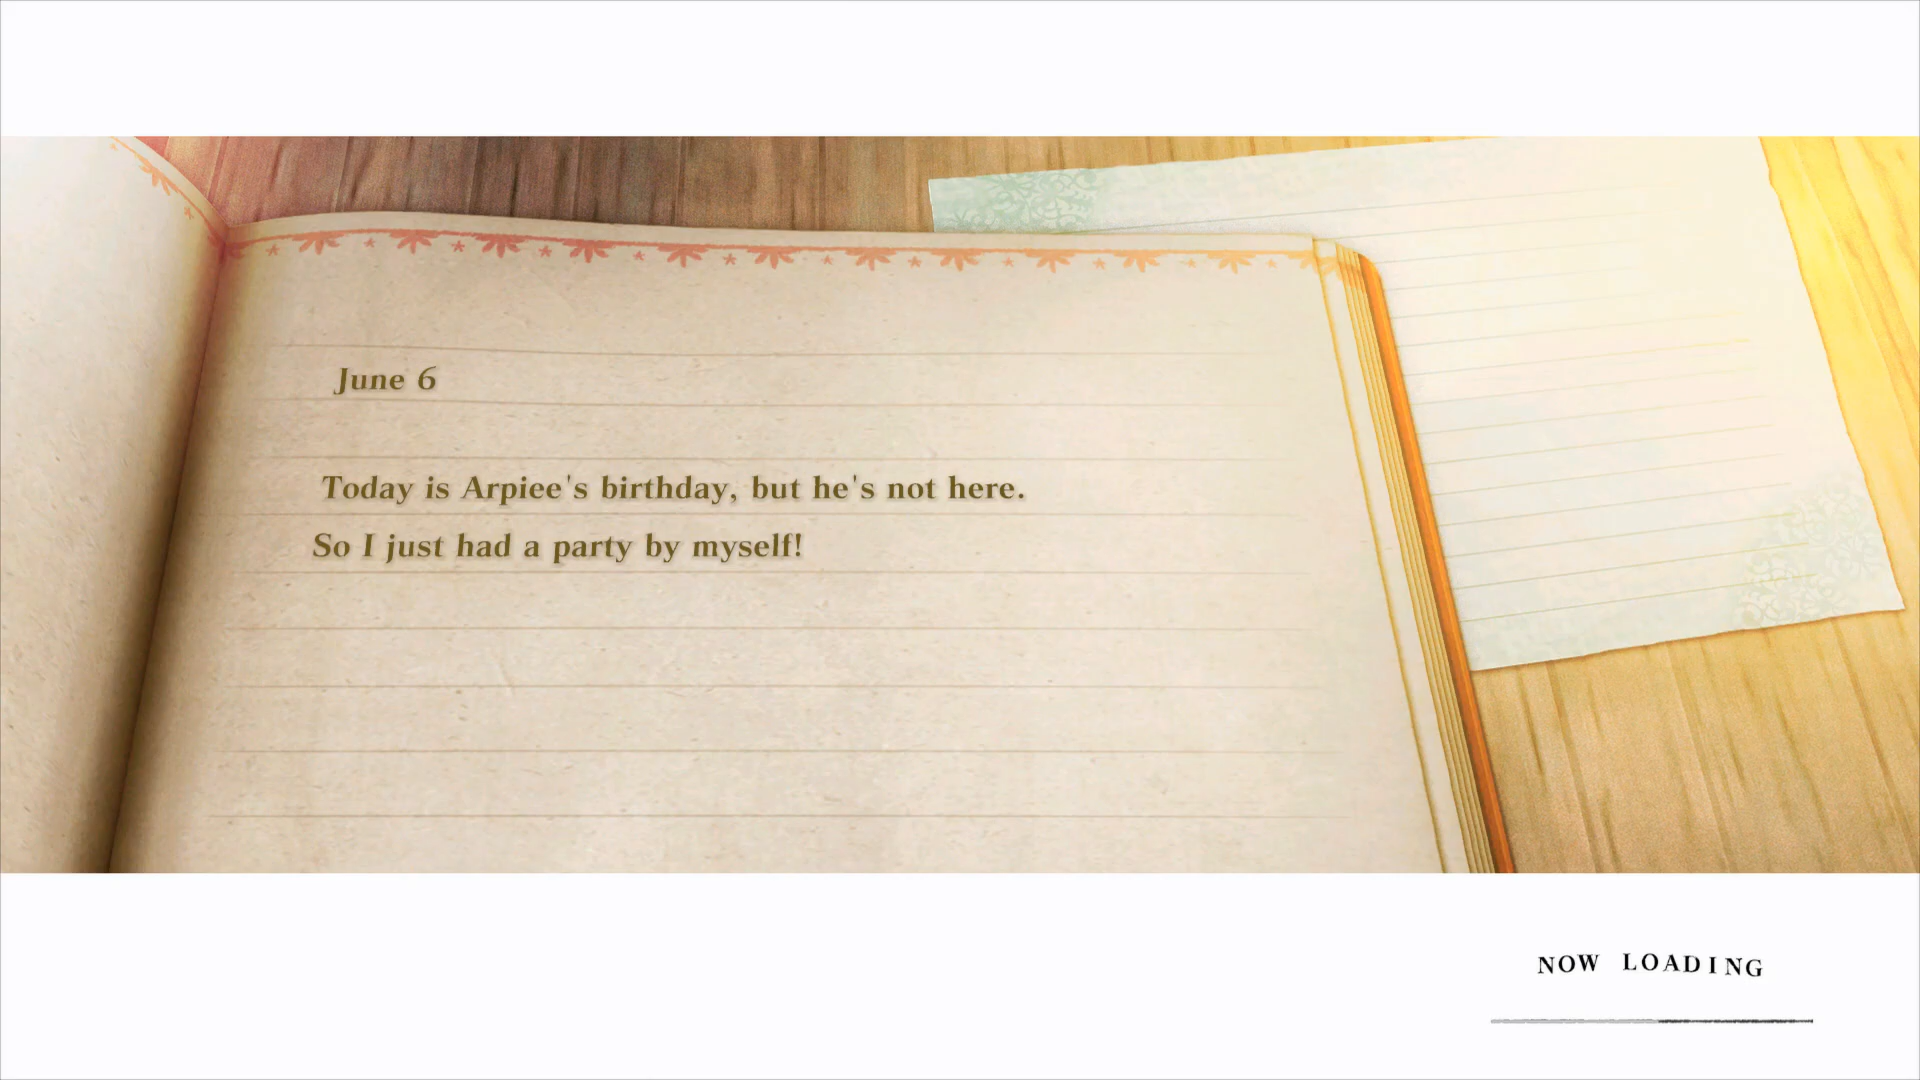 June 6
Today is Arpiee's birthday, but he's not here.
So I just had a party by myself!
NOW LOADING